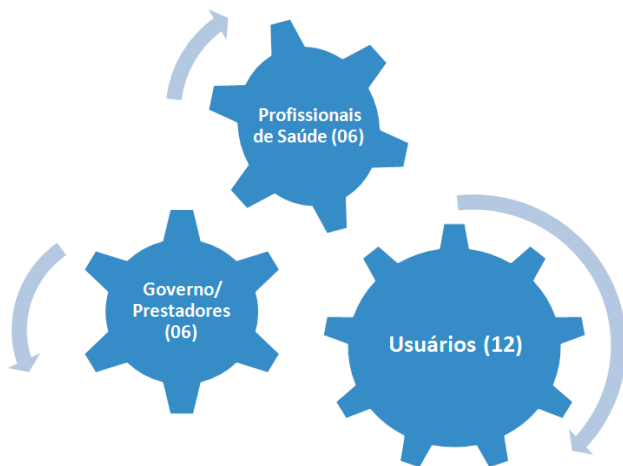 Profissionais
de Saúde (06)
Governo/
Prestadores
(06)
Usuários (12)